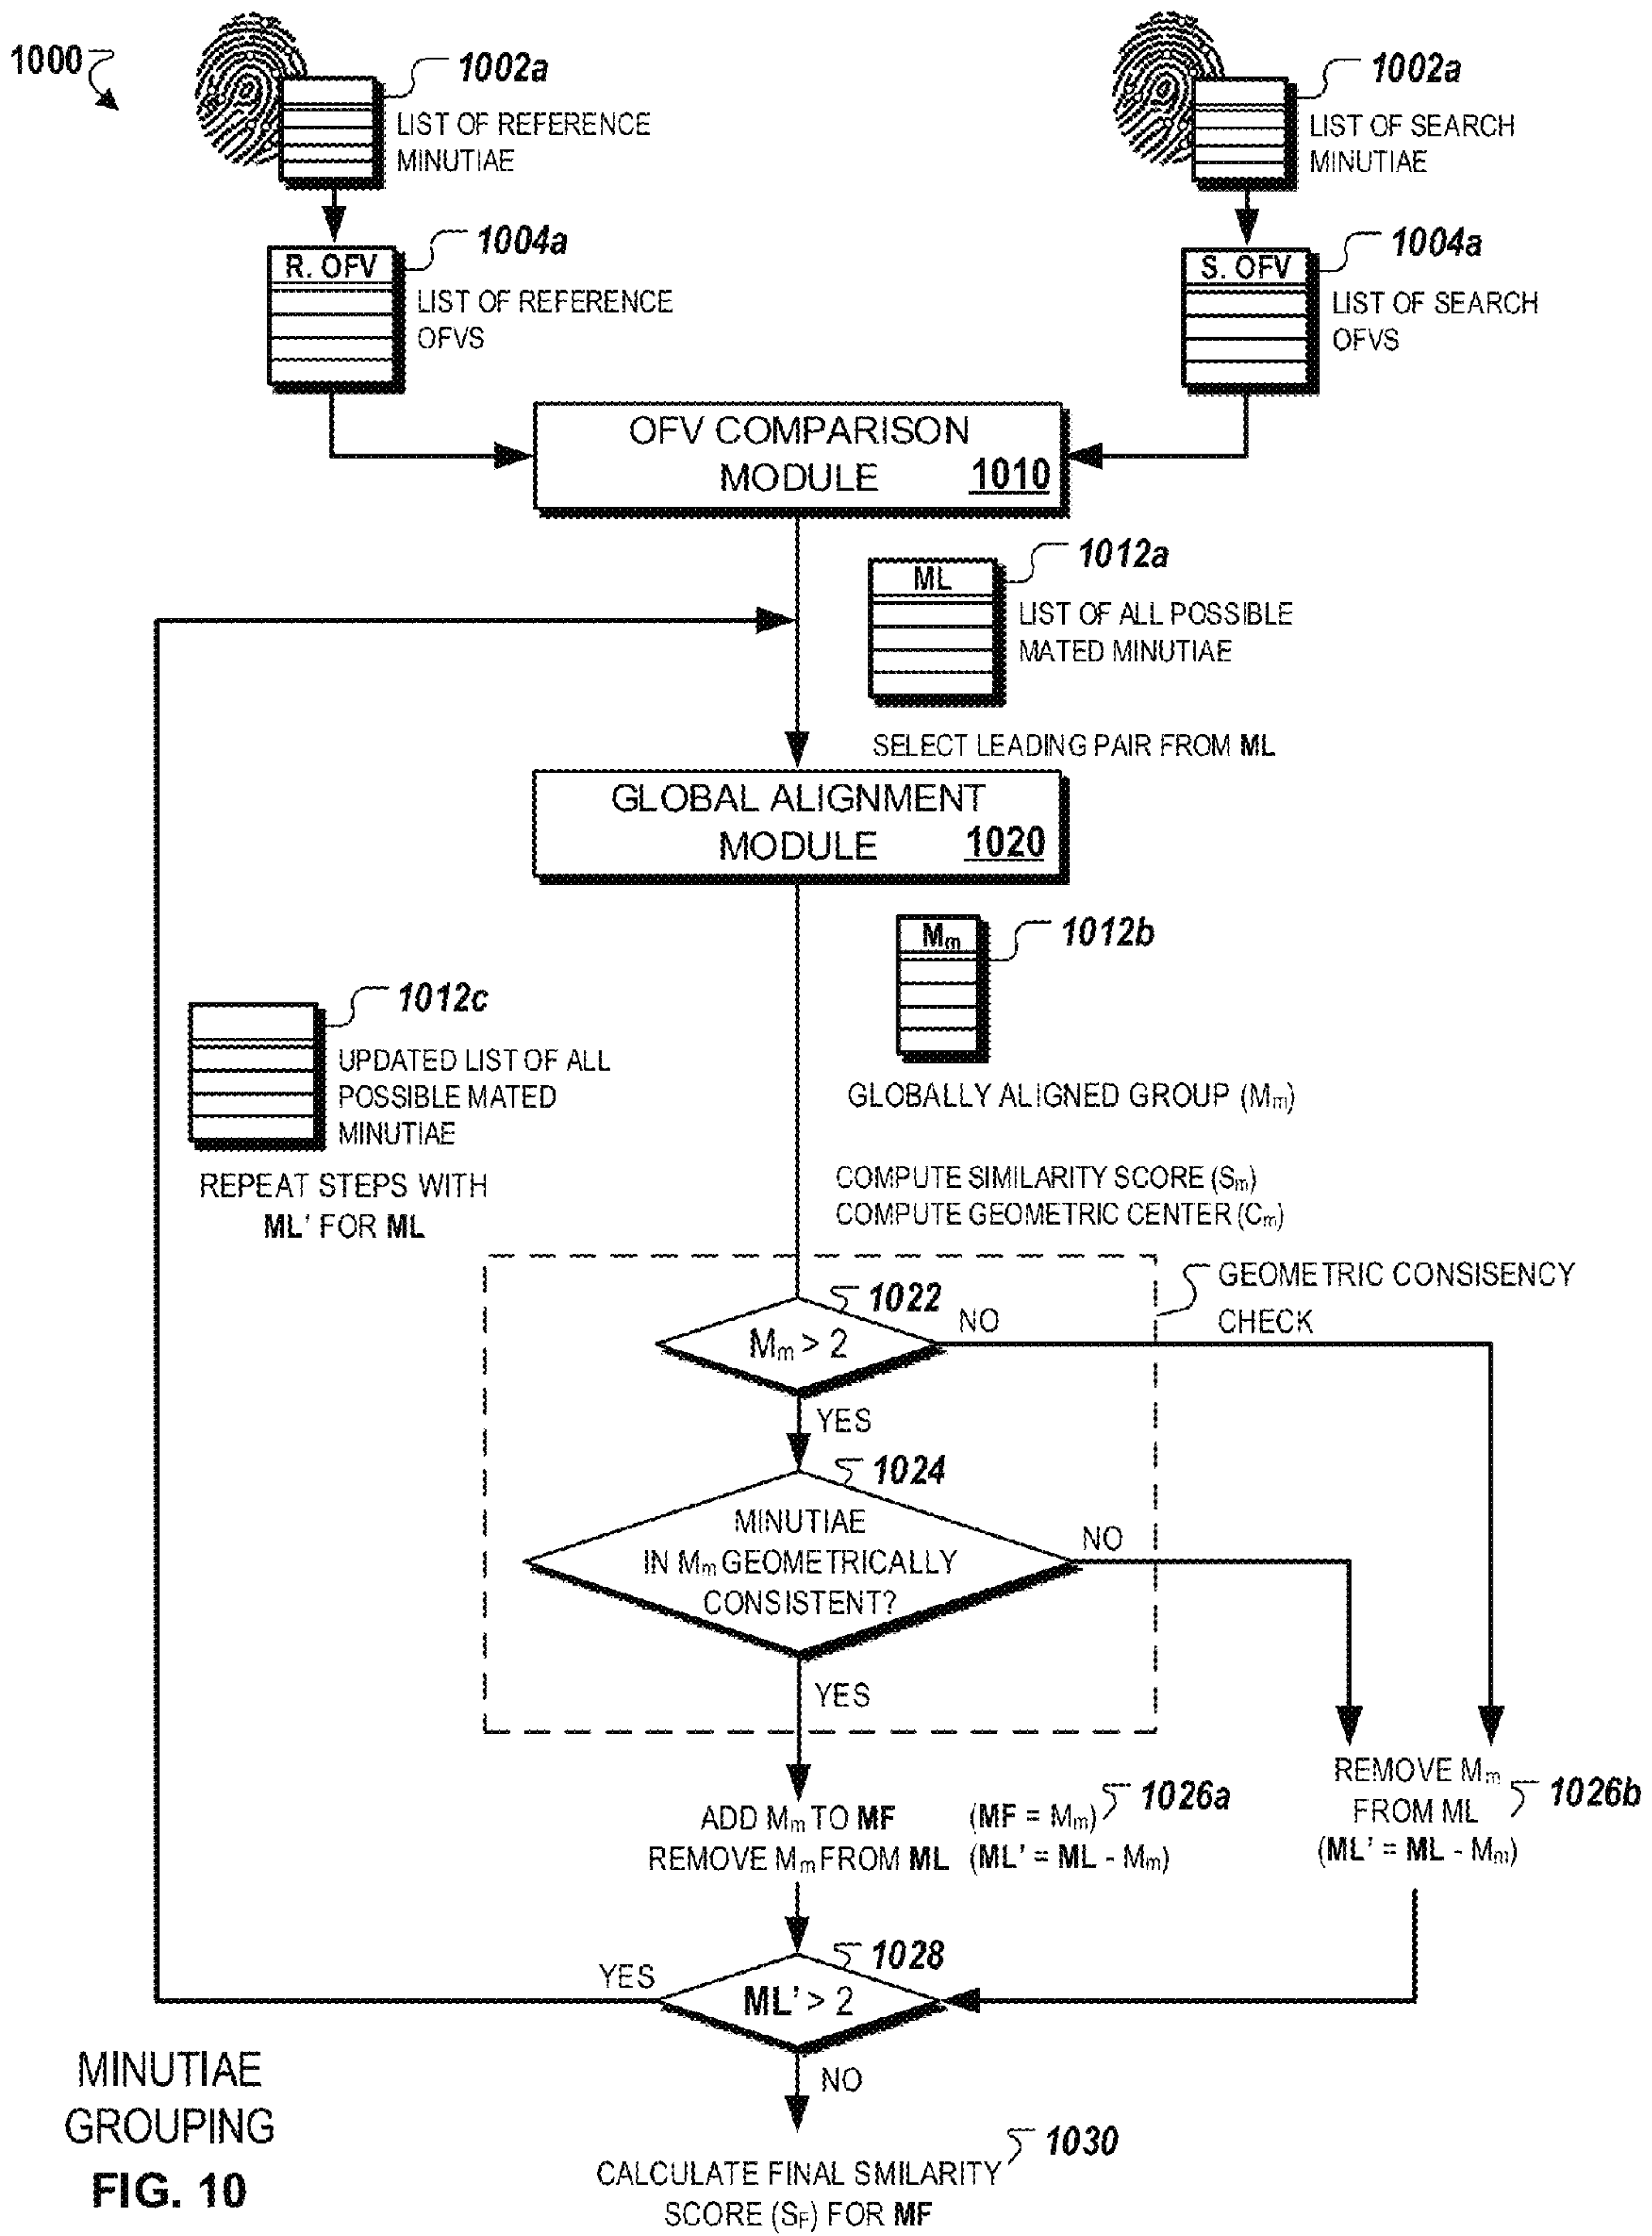 1000
1002a
LIST OF REFERENCE
MINUTIAE
1002a
LIST OF SEARCH
MINUTIAE
R. OFV
1004a
LIST OF REFERENCE
OFVS
S. OFV
1004a
LIST OF SEARCH
OFVS
OFV COMPARISON
MODULE 1010
ML
1012a
LIST OF ALL POSSIBLE
MATED MINUTIAE
SELECT LEADING PAIR FROM ML
GLOBAL ALIGNMENT
MODULE 1020
Mm
1012b
GLOBALLY ALIGNED GROUP (Mm)
1012c
UPDATED LIST OF ALL
POSSIBLE MATED
MINUTIAE
REPEAT STEPS WITH
ML' FOR ML
COMPUTE SIMILARITY SCORE (Sm)
COMPUTE GEOMETRIC CENTER (Cm)
GEOMETRIC CONSISENCY
CHECK
1022
Mm > 2
NO
YES
1024
MINUTIAE
IN Mm GEOMETRICALLY
CONSISTENT?
NO
YES
ADD Mm TO MF (MF = Mm) 1026a
REMOVE Mm FROM ML (ML' = ML - Mm)
REMOVE Mm
FROM ML
(ML' = ML - Mm)
1026b
1028
ML' > 2
YES
NO
MINUTIAE
GROUPING
FIG. 10
1030
CALCULATE FINAL SMILARITY
SCORE (SF) FOR MF